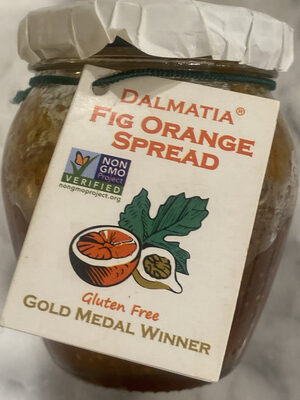 DALMATIA®
FIG ORANGE
SPREAD
NON
GMO
Project
VERIFIED
nongmoproject.org
Gluten Free
GOLD MEDAL WINNER